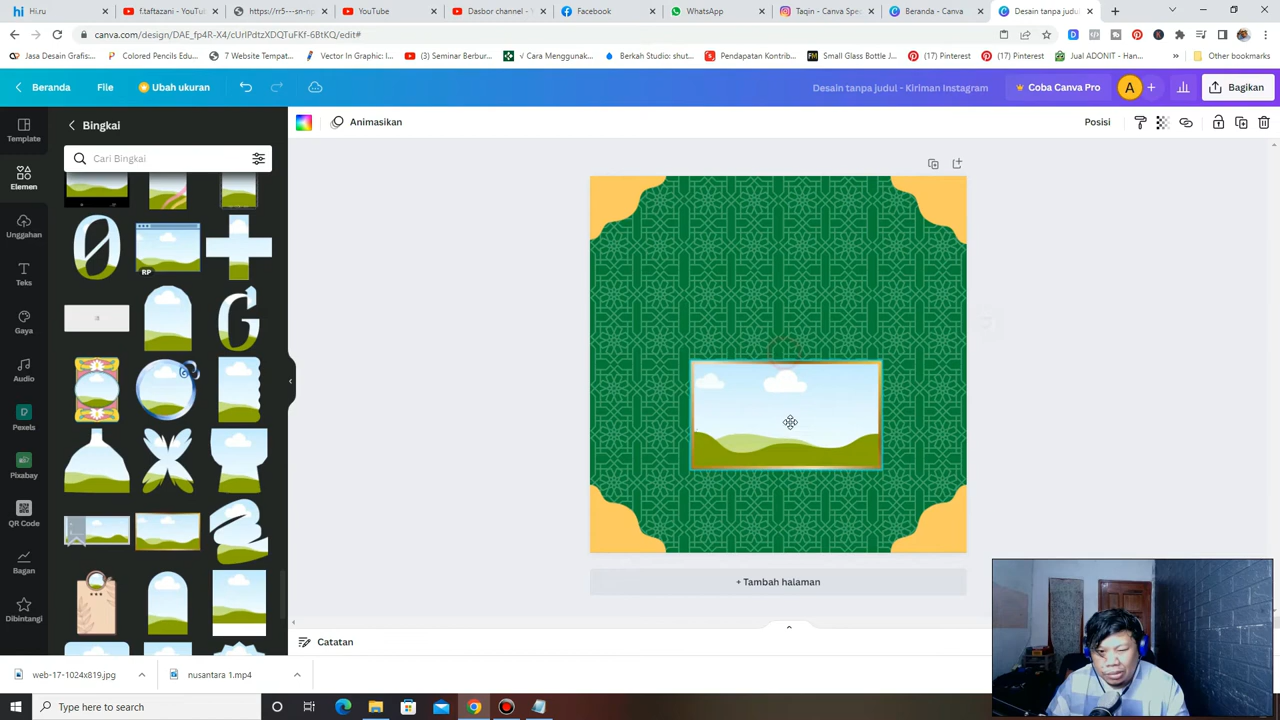 Hi.ru
f.taftazani - YouTu
https://rr5---sn-np
YouTube
Dasbor channel - Y
Facebook
WhatsApp
Taqin - Canva Spes
Beranda - Canva
Desain tanpa judul
canva.com/design/DAE_fp4R-X4/cUrlPdtzXDQTuFKf-6BtKQ/edit#
Jasa Desain Grafis:...
Colored Pencils Edu...
7 Website Tempat...
Vector In Graphic: I...
(3) Seminar Berbur...
√ Cara Menggunak...
Berkah Studio: shut...
Pendapatan Kontrib...
Small Glass Bottle J...
(17) Pinterest
(17) Pinterest
Jual ADONIT - Han...
»
Other bookmarks
Beranda
File
Ubah ukuran
Desain tanpa judul - Kiriman Instagram
Coba Canva Pro
A
Bagikan
Template
Elemen
Unggahan
Teks
Gaya
Audio
Pexels
Pixabay
QR Code
Bagan
Dibintangi
Bingkai
Cari Bingkai
RP
Animasikan
Posisi
+ Tambah halaman
Catatan
web-17-1024x819.jpg
nusantara 1.mp4
Type here to search